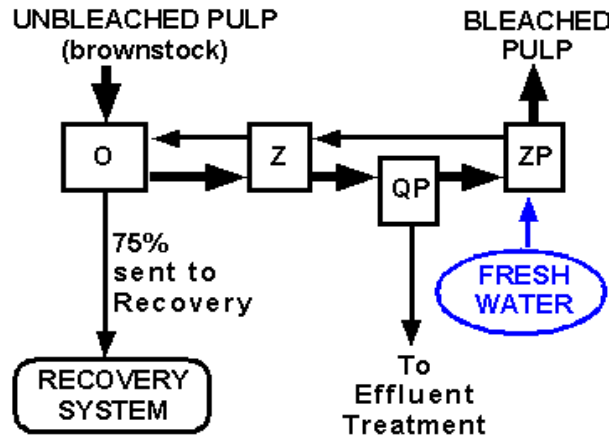 UNBLEACHED PULP
(brownstock)
BLEACHED
PULP
O
Z
QP
ZP
75%
sent to
Recovery
FRESH
WATER
RECOVERY
SYSTEM
To
Effluent
Treatment